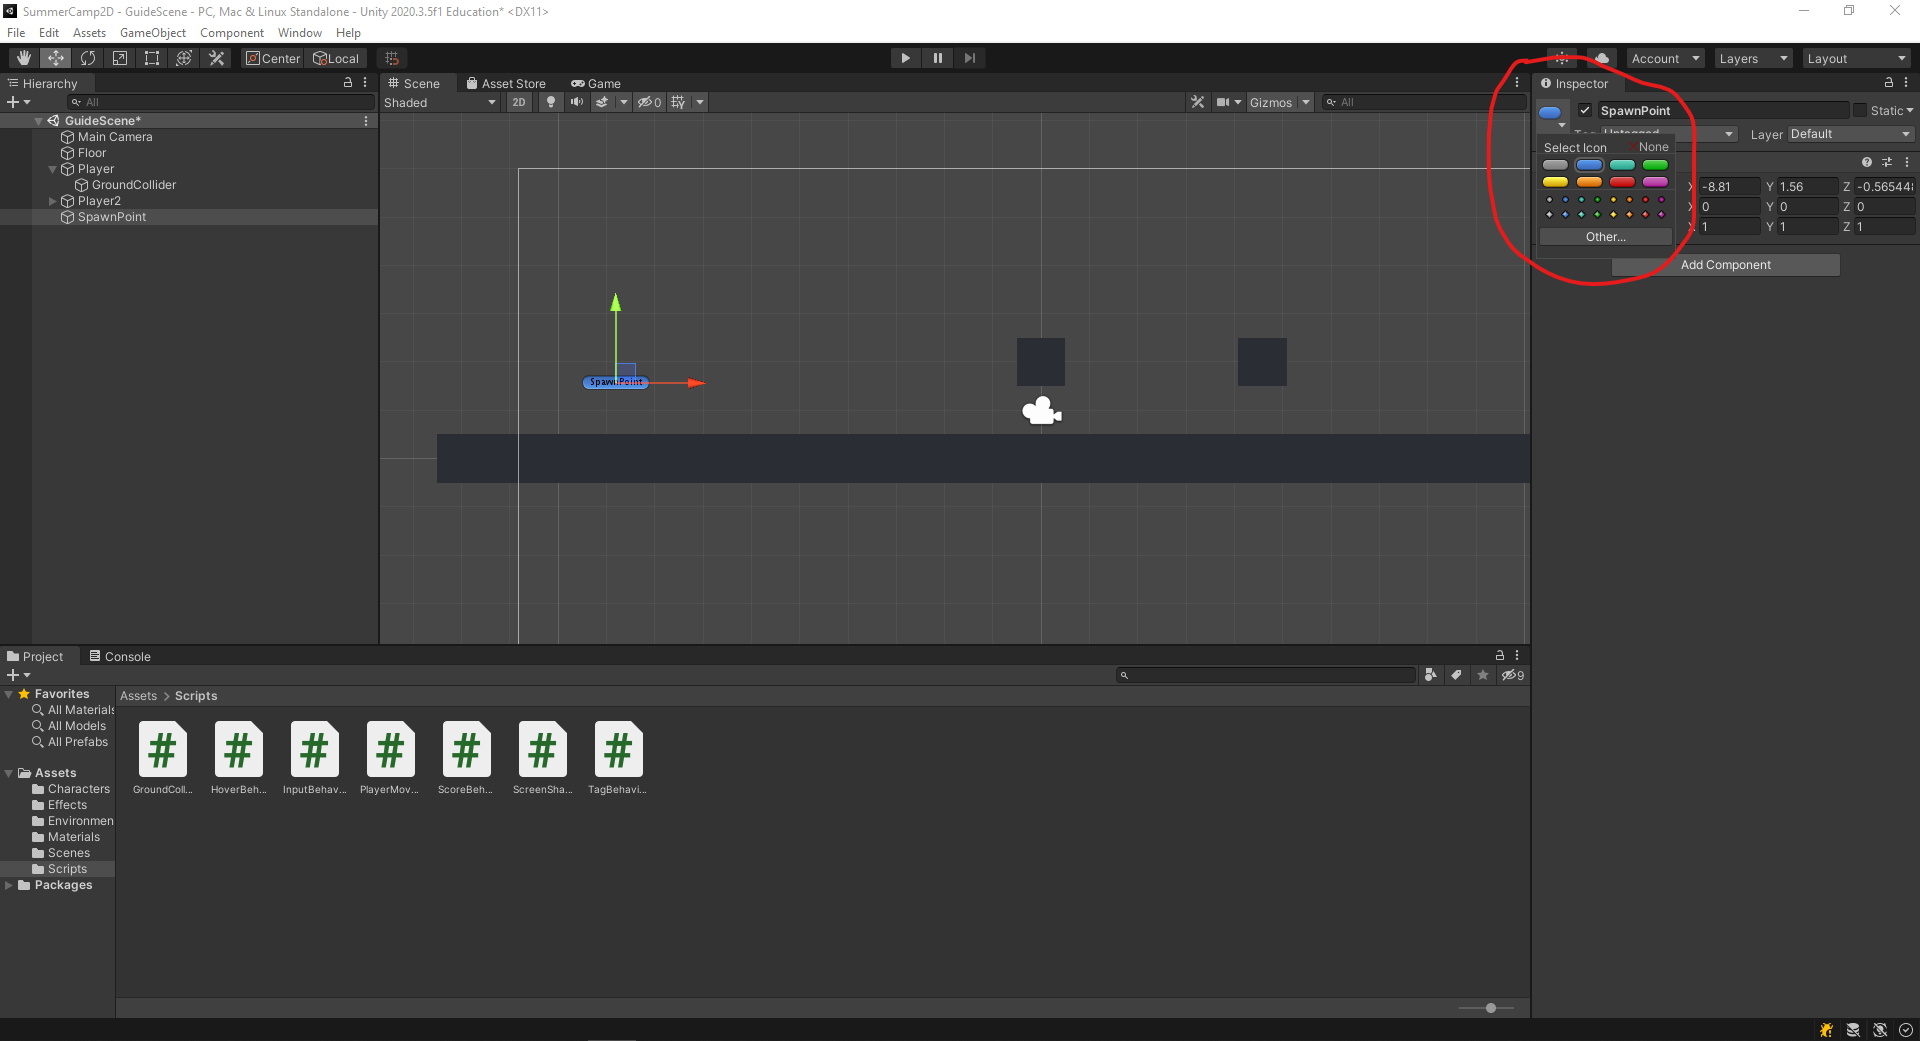 SummerCamp2D - GuideScene - PC, Mac & Linux Standalone - Unity 2020.3.5f1 Education* <DX11>
File Edit Assets GameObject Component Window Help
Center Local Account Layers Layout
Hierarchy
All
GuideScene*
Main Camera
Floor
Player
GroundCollider
Player2
SpawnPoint
Scene Asset Store Game
Shaded 2D 0 Gizmos All
SpawnPoint
Inspector
SpawnPoint Static
Untagged Layer Default
Select Icon None
X -8.81 Y 1.56 Z -0.56544
X 0 Y 0 Z 0
X 1 Y 1 Z 1
Other...
Add Component
Project Console
9
Favorites
All Materials
All Models
All Prefabs
Assets
Characters
Effects
Environmen
Materials
Scenes
Scripts
Packages
Assets > Scripts
GroundColl... HoverBeh... InputBehav... PlayerMov... ScoreBeh... ScreenSha... TagBehavi...